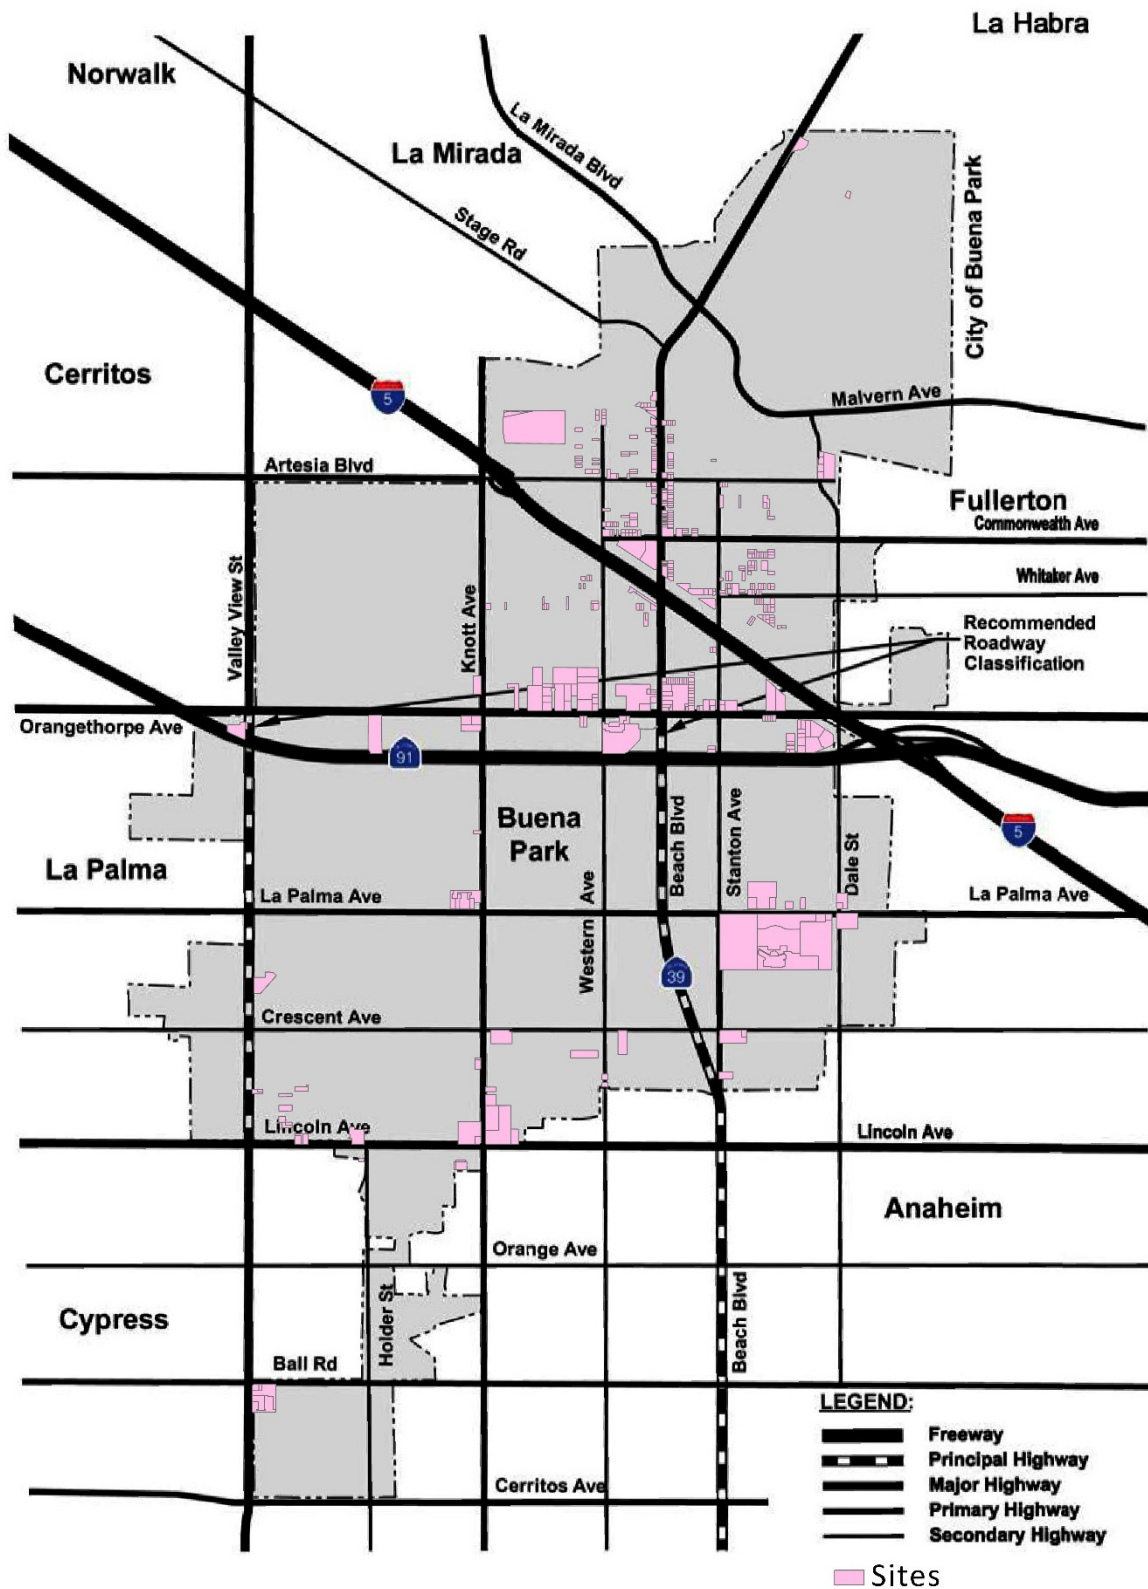 La Habra
Norwalk
La Mirada Blvd
La Mirada
Stage Rd
City of Buena Park
Cerritos
5
Malvern Ave
Artesia Blvd
Fullerton
Commonwealth Ave
Valley View St
Knott Ave
Whitaker Ave
Recommended
Roadway
Classification
Orangethorpe Ave
91
Buena
Park
Beach Blvd
Stanton Ave
Dale St
5
La Palma
La Palma Ave
La Palma Ave
Western Ave
39
Crescent Ave
Lincoln Ave
Lincoln Ave
Anaheim
Orange Ave
Cypress
Holder St
Beach Blvd
Ball Rd
LEGEND:
Freeway
Principal Highway
Major Highway
Cerritos Ave
Primary Highway
Secondary Highway
Sites